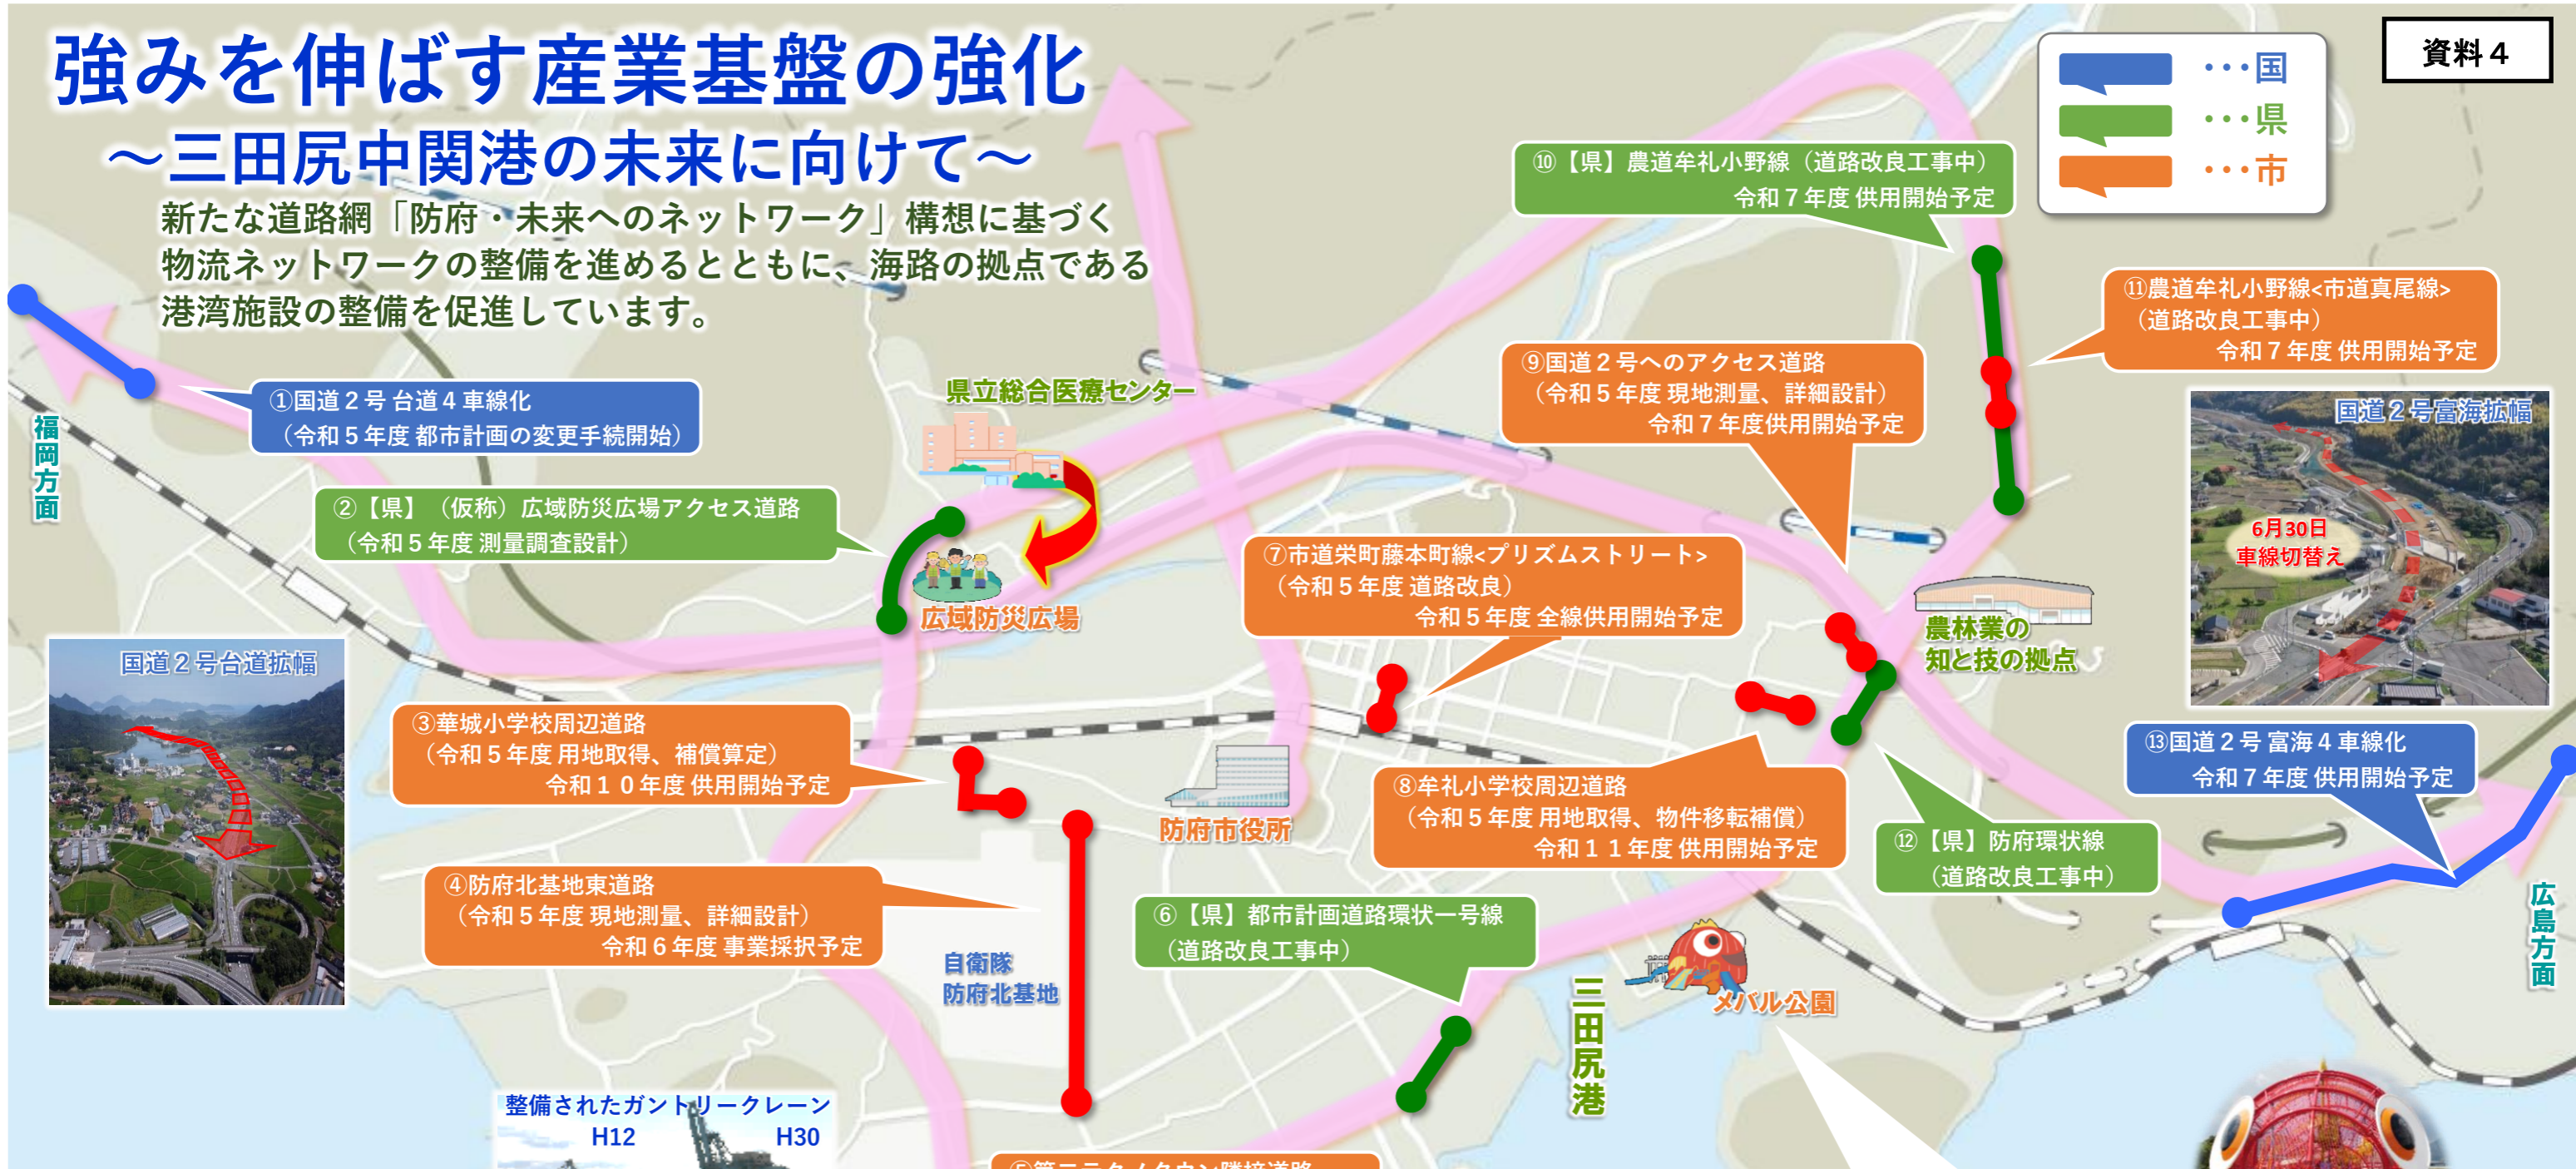 強みを伸ばす産業基盤の強化
～三田尻中関港の未来に向けて～
新たな道路網「防府・未来へのネットワーク」構想に基づく
物流ネットワークの整備を進めるとともに、海路の拠点である
港湾施設の整備を促進しています。
資料４
・・・国
・・・県
・・・市
⑩【県】農道牟礼小野線（道路改良工事中）
令和７年度 供用開始予定
⑪農道牟礼小野線<市道真尾線>
（道路改良工事中）
令和７年度 供用開始予定
①国道２号 台道４車線化
（令和５年度 都市計画の変更手続開始）
福岡方面
県立総合医療センター
⑨国道２号へのアクセス道路
（令和５年度 現地測量、詳細設計）
令和７年度供用開始予定
国道２号富海拡幅
6月30日
車線切替え
②【県】（仮称）広域防災広場アクセス道路
（令和５年度 測量調査設計）
広域防災広場
⑦市道栄町藤本町線<プリズムストリート>
（令和５年度 道路改良）
令和５年度 全線供用開始予定
農林業の
知と技の拠点
国道２号台道拡幅
③華城小学校周辺道路
（令和５年度 用地取得、補償算定）
令和１０年度 供用開始予定
防府市役所
⑧牟礼小学校周辺道路
（令和５年度 用地取得、物件移転補償）
令和１１年度 供用開始予定
⑬国道２号 富海４車線化
令和７年度 供用開始予定
⑫【県】防府環状線
（道路改良工事中）
広島方面
④防府北基地東道路
（令和５年度 現地測量、詳細設計）
令和６年度 事業採択予定
自衛隊
防府北基地
⑥【県】都市計画道路環状一号線
（道路改良工事中）
三田尻港
メバル公園
整備されたガントリークレーン
H12
H30